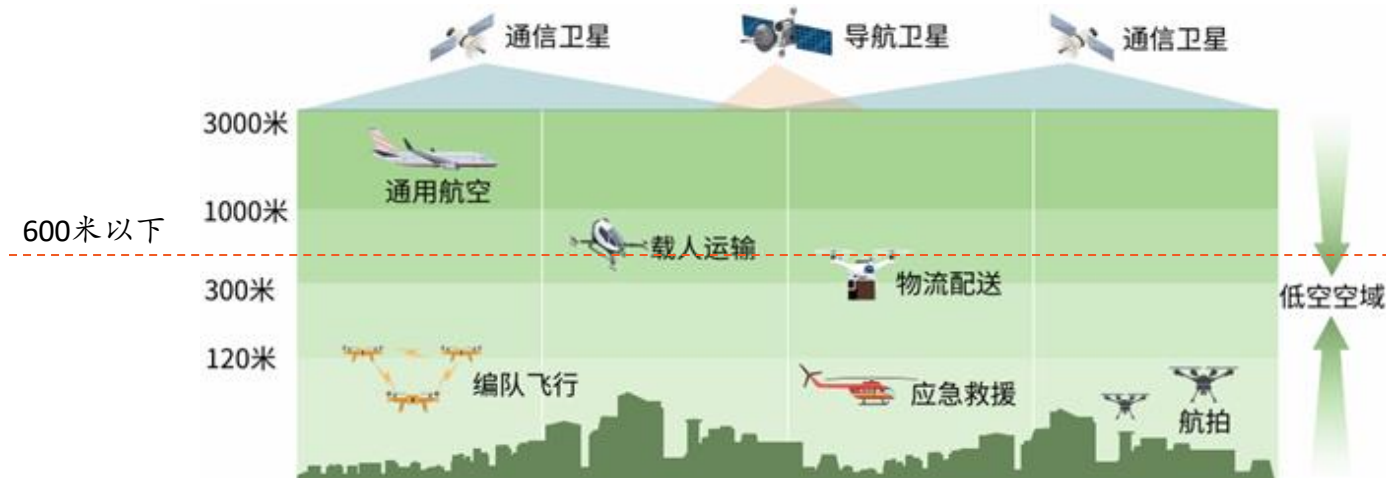 通信卫星
导航卫星
通信卫星
3000米
通用航空
1000米
600米以下
载人运输
物流配送
300米
低空空域
120米
编队飞行
应急救援
航拍